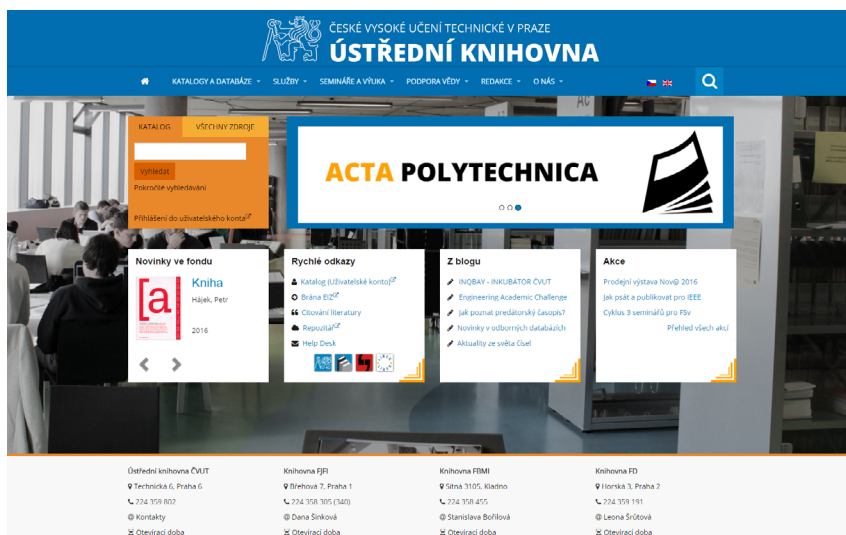 ČESKÉ VYSOKÉ UČENÍ TECHNICKÉ V PRAZE
ÚSTŘEDNÍ KNIHOVNA
KATALOGY A DATABÁZE SLUŽBY SEMINÁŘE A VÝUKA PODPORA VĚDY REDAKCE O NÁS
KATALOG VŠECHNY ZDROJE
Vyhledat
Pokročilé vyhledávání
Přihlášení do uživatelského konta
ACTA POLYTECHNICA
Novinky ve fondu
[a
Kniha
Hájek, Petr
2016
Rychlé odkazy
Katalog (Uživatelské konto)
Brána EIZ
Citování literatury
Repozitář
Help Desk
Z blogu
INQBAY - INKUBÁTOR ČVUT
Engineering Academic Challenge
Jak poznat predátorský časopis?
Novinky v odborných databázích
Aktuality ze světa čísel
Akce
Prodejní výstava Nov@ 2016
Jak psát a publikovat pro IEEE
Cyklus 3 seminářů pro FSv
Přehled všech akcí
Ústřední knihovna ČVUT
Technická 6, Praha 6
224 359 802
@ Kontakty
Otevírací doba
Knihovna FJFI
Břehová 7, Praha 1
224 358 305 (340)
@ Dana Šinková
Otevírací doba
Knihovna FBMI
Sítná 3105, Kladno
224 358 455
@ Stanislava Bořilová
Otevírací doba
Knihovna FD
Horská 3, Praha 2
224 359 191
@ Leona Šrůtová
Otevírací doba